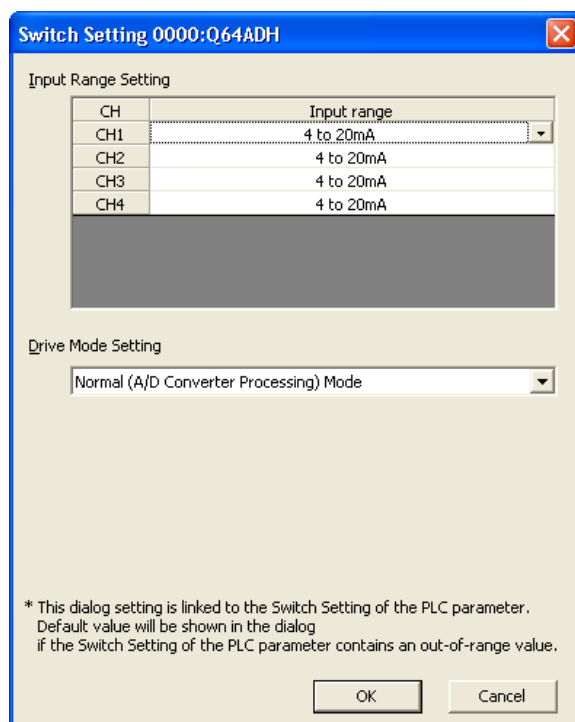 Switch Setting 0000:Q64ADH
Input Range Setting
CH Input range
CH1 4 to 20mA
CH2 4 to 20mA
CH3 4 to 20mA
CH4 4 to 20mA
Drive Mode Setting
Normal (A/D Converter Processing) Mode
* This dialog setting is linked to the Switch Setting of the PLC parameter.
Default value will be shown in the dialog
if the Switch Setting of the PLC parameter contains an out-of-range value.
OK Cancel